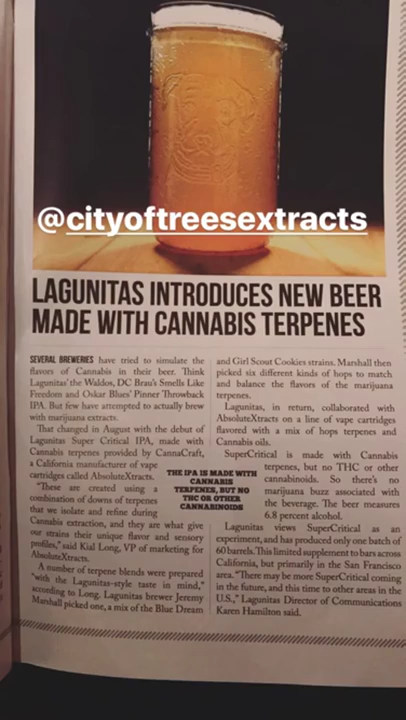 @cityoftreesextracts
LAGUNITAS INTRODUCES NEW BEER
MADE WITH CANNABIS TERPENES
SEVERAL BREWERIES have tried to simulate the
flavors of Cannabis in their beer. Think
Lagunitas' the Waldos, DC Brau's Smells Like
Freedom and Oskar Blues' Pinner Throwback
IPA. But few have attempted to actually brew
with marijuana extracts.
That changed in August with the debut of
Lagunitas Super Critical IPA, made with
Cannabis terpenes provided by CannaCraft,
a California manufacturer of vape
cartridges called AbsoluteXtracts.
"These are created using a
combination of dozens of terpenes
that we isolate and refine during
Cannabis extraction, and they are what give
our strains their unique flavor and sensory
profiles," said Kial Long, VP of marketing for
AbsoluteXtracts.
A number of terpene blends were prepared
"with the Lagunitas-style taste in mind,"
according to Long. Lagunitas brewer Jeremy
Marshall picked one, a mix of the Blue Dream
THE IPA IS MADE WITH
CANNABIS
TERPENES, BUT NO
THC OR OTHER
CANNABINOIDS
and Girl Scout Cookies strains. Marshall then
picked six different kinds of hops to match
and balance the flavors of the marijuana
terpenes.
Lagunitas, in return, collaborated with
AbsoluteXtracts on a line of vape cartridges
flavored with a mix of hops terpenes and
Cannabis oils.
SuperCritical is made with Cannabis
terpenes, but no THC or other
cannabinoids. So there's no
marijuana buzz associated with
the beverage. The beer measures
6.8 percent alcohol.
Lagunitas views SuperCritical as an
experiment, and has produced only one batch of
60 barrels. This limited supply to bars across
California, but primarily in the San Francisco
area. "There may be more SuperCritical coming
in the future, and this time to other areas in the
U.S.," Lagunitas Director of Communications
Karen Hamilton said.